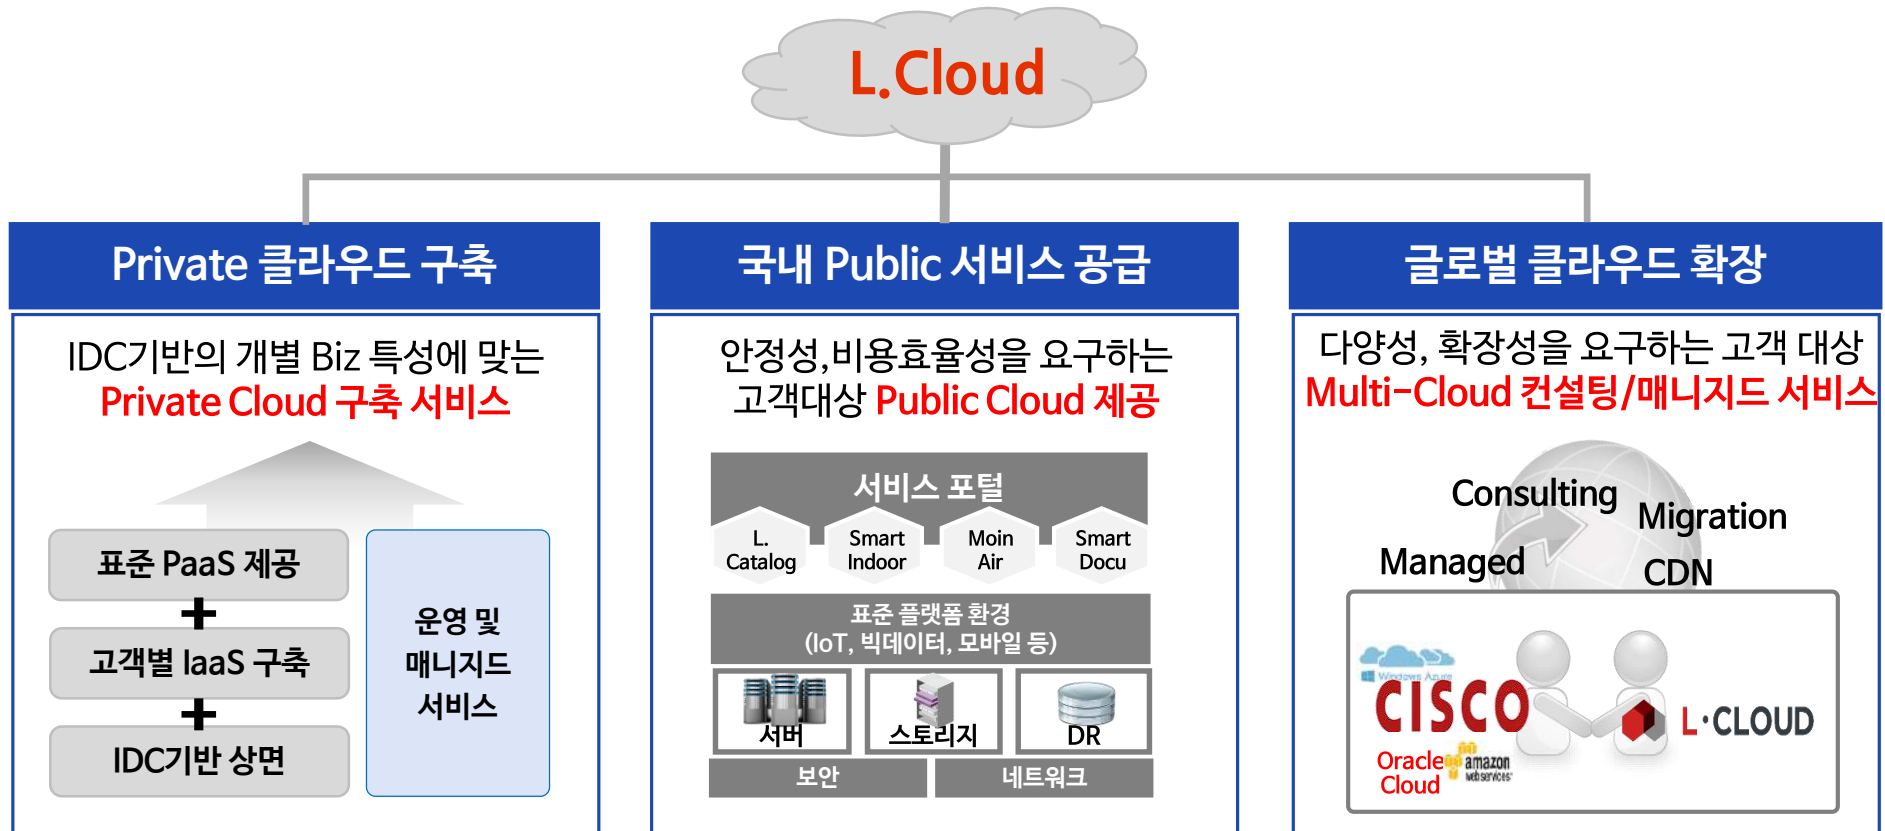 L.Cloud
Private 클라우드 구축
IDC기반의 개별 Biz 특성에 맞는
Private Cloud 구축 서비스
표준 PaaS 제공
+
고객별 IaaS 구축
+
IDC기반 상면
운영 및
매니지드
서비스
국내 Public 서비스 공급
안정성,비용효율성을 요구하는
고객대상 Public Cloud 제공
서비스 포털
L.
Catalog
Smart
Indoor
Moin
Air
Smart
Docu
표준 플랫폼 환경
(IoT, 빅데이터, 모바일 등)
서버
스토리지
DR
보안
네트워크
글로벌 클라우드 확장
다양성, 확장성을 요구하는 고객 대상
Multi-Cloud 컨설팅/매니지드 서비스
Consulting
Migration
Managed
CDN
Windows Azure
CISCO
Oracle
Cloud
amazon
webservices™
L·CLOUD